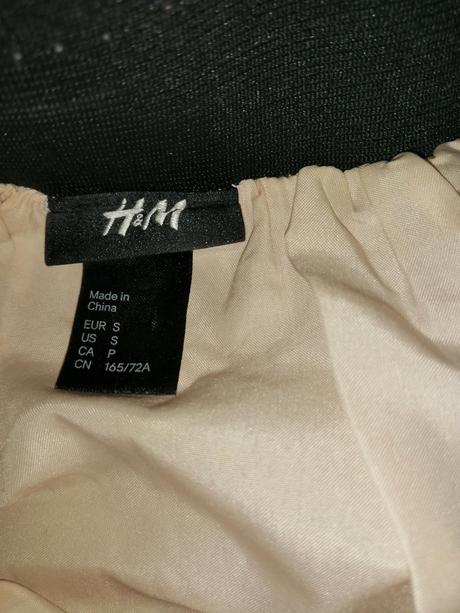 H&M
Made in
China
EUR S
US S
CA P
CN 165/72A